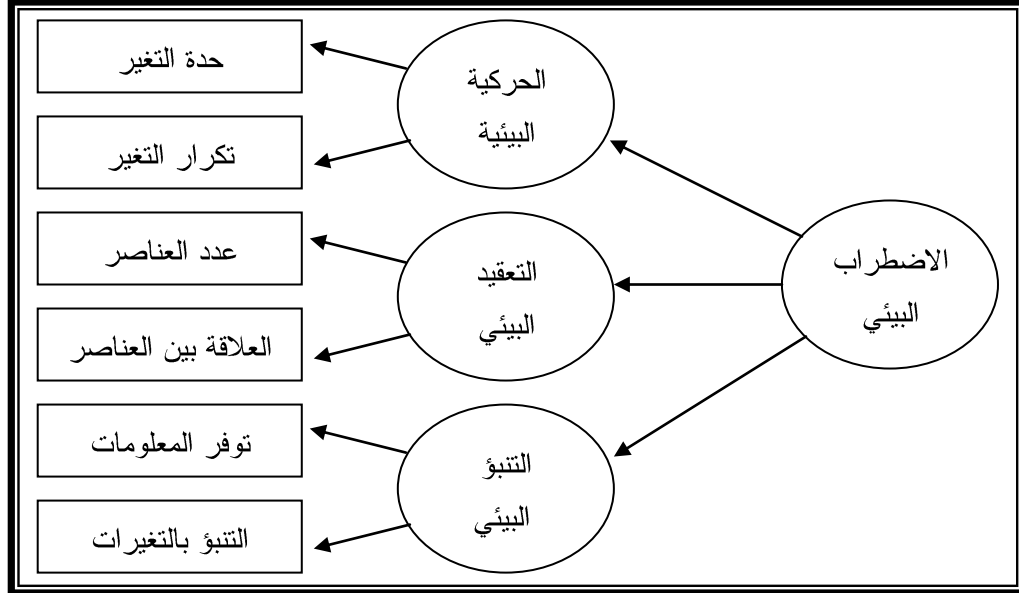 الاضطراب
البيئي
الحركية
البيئية
حدة التغير
تكرار التغير
التعقيد
البيئي
عدد العناصر
العلاقة بين العناصر
التنبؤ
البيئي
توفر المعلومات
التنبؤ بالتغيرات